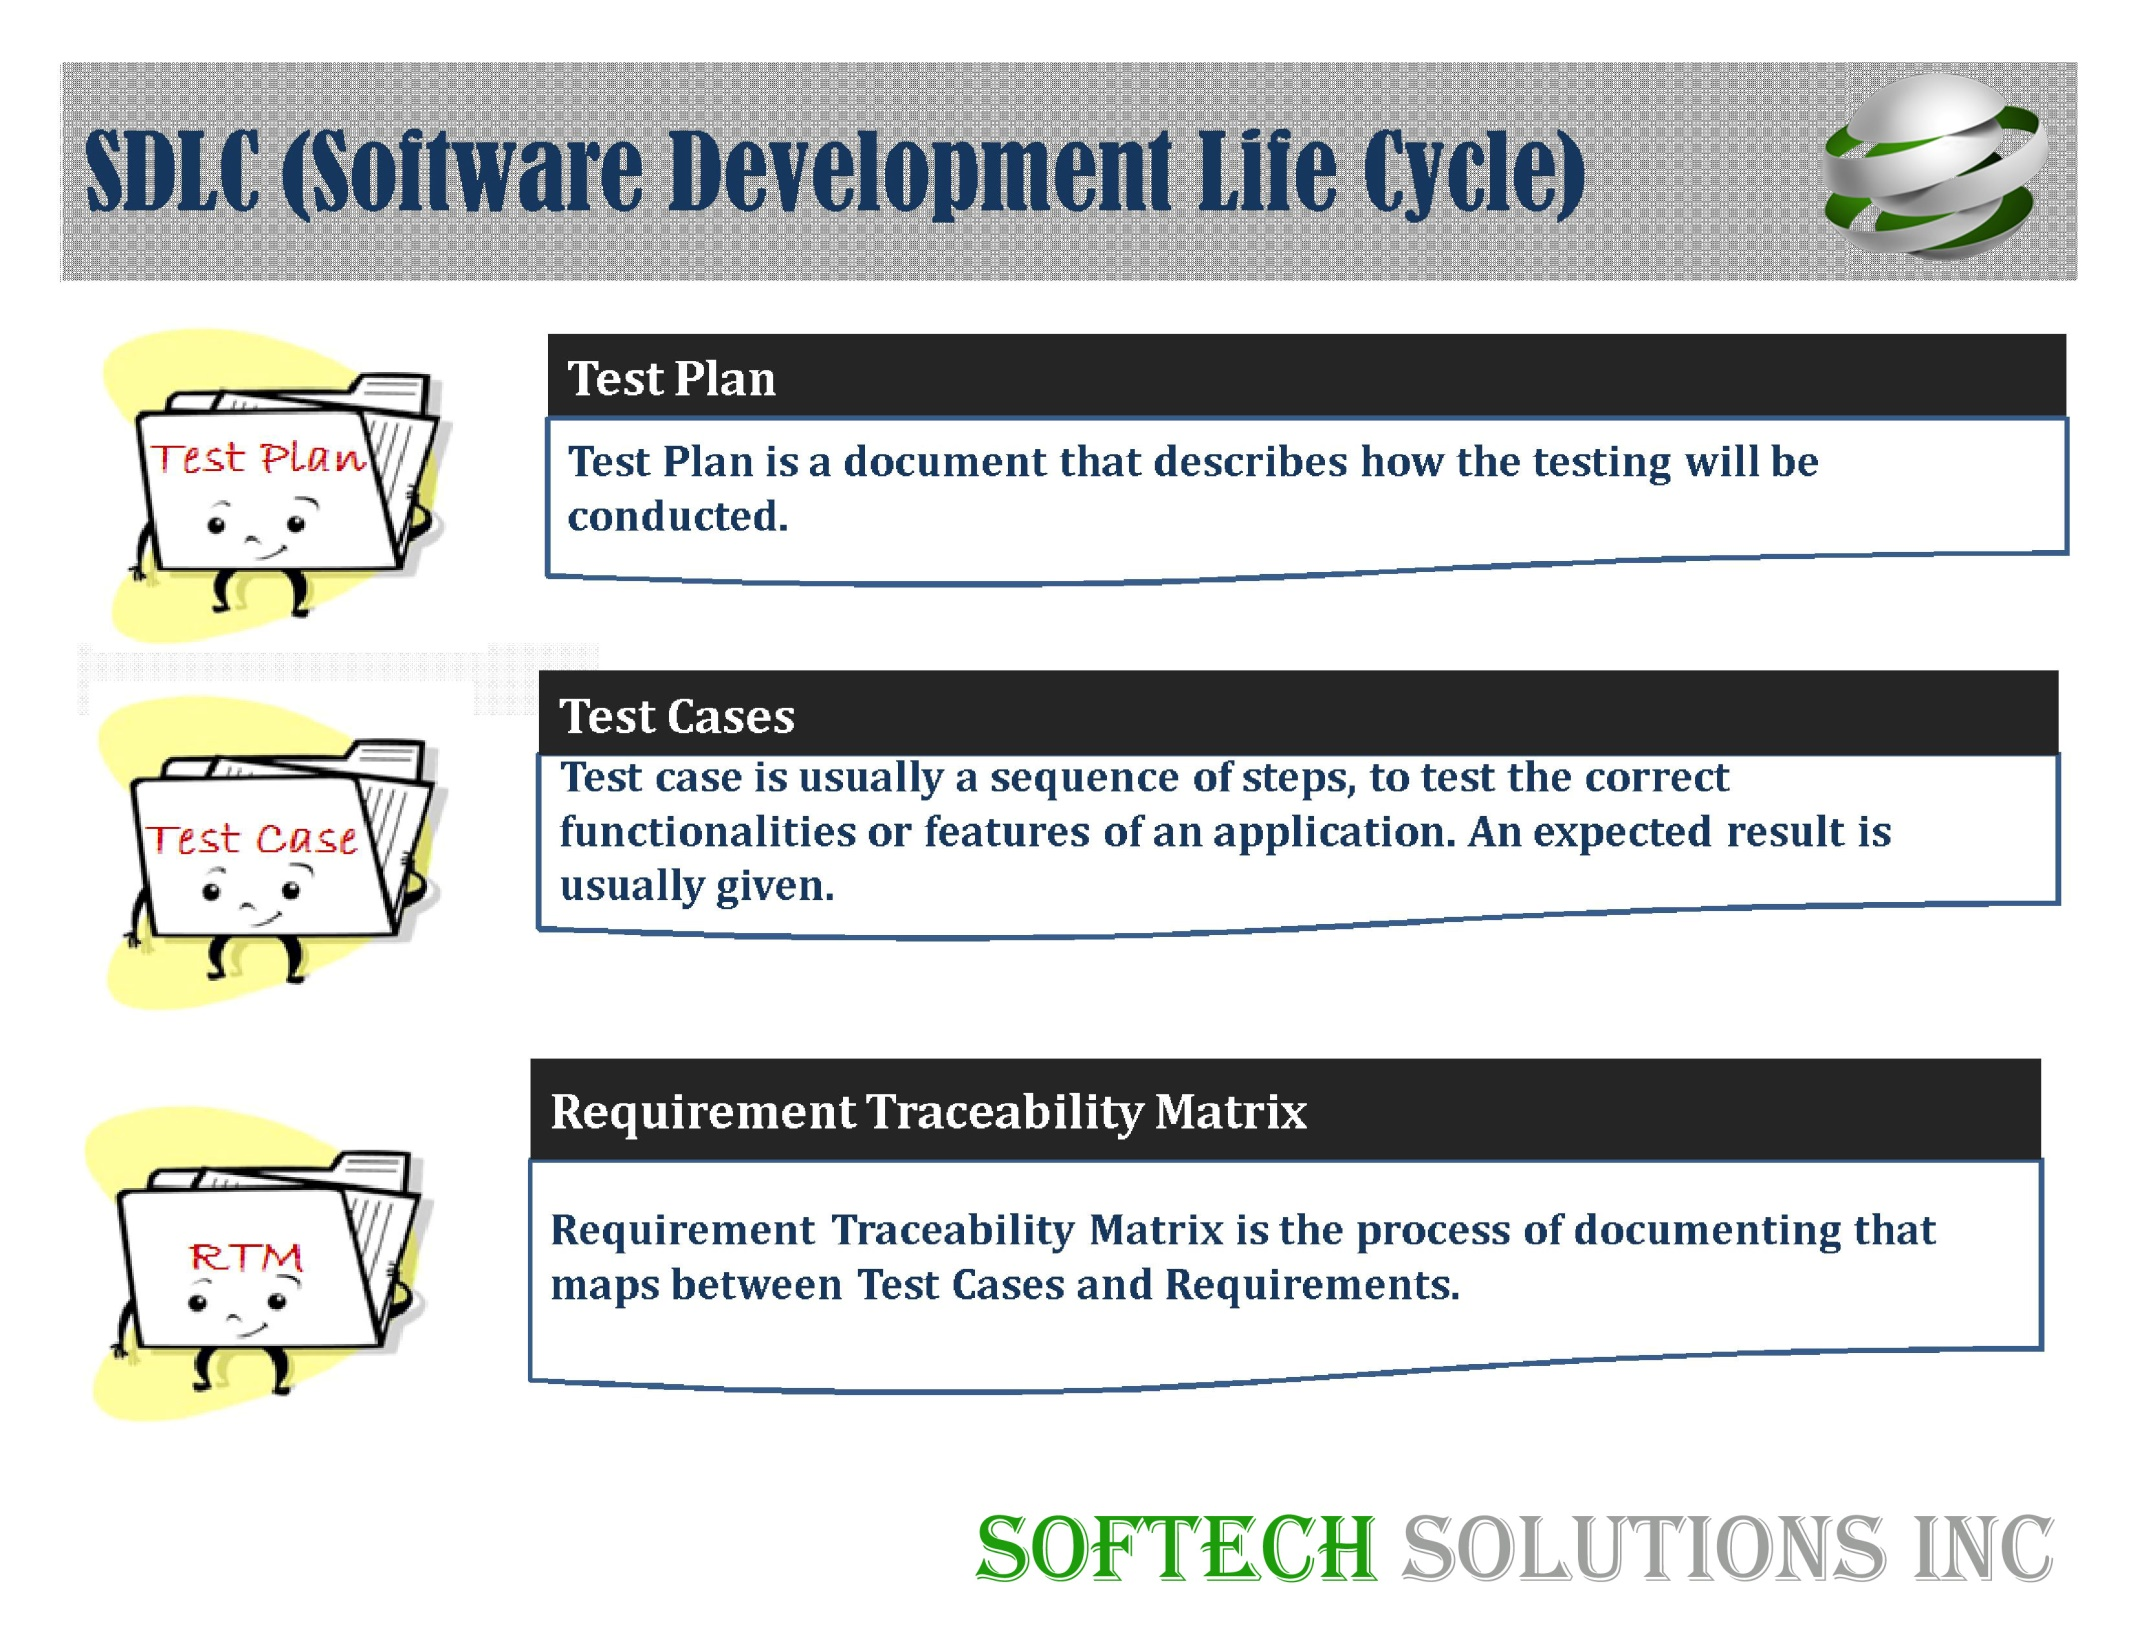 SDLC (Software Development Life Cycle)
Test Plan
Test Plan
Test Plan is a document that describes how the testing will be
conducted.
Test Case
Test Cases
Test case is usually a sequence of steps, to test the correct
functionalities or features of an application. An expected result is
usually given.
RTM
Requirement Traceability Matrix
Requirement Traceability Matrix is the process of documenting that
maps between Test Cases and Requirements.
SOFTECH SOLUTIONS INC